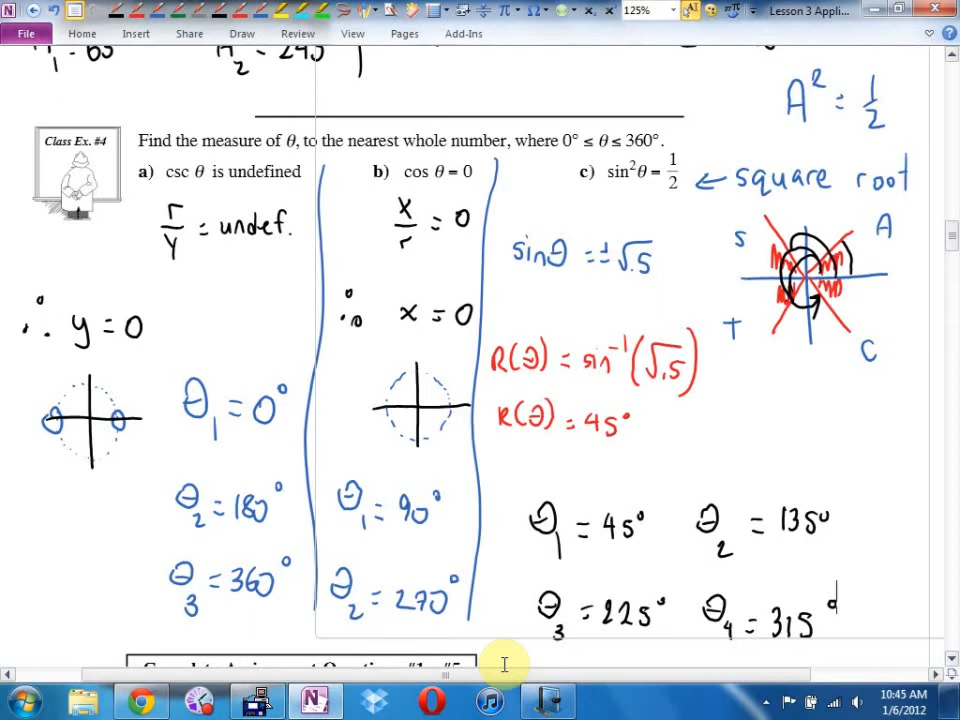 125%
Lesson 3 Appli...
File Home Insert Share Draw Review View Pages Add-Ins
A² = 1/2
Class Ex. #4
Find the measure of θ, to the nearest whole number, where 0° ≤ θ ≤ 360°.
a) csc θ is undefined
b) cos θ = 0
c) sin²θ = 1/2
← square root
r/y = undef.
∴ y = 0
θ₁ = 0°
θ₂ = 180°
θ₃ = 360°
x/r = 0
∴ x = 0
θ₁ = 90°
θ₂ = 270°
sinθ = ±√.5
S A
T C
R(θ) = sin⁻¹(√.5)
R(θ) = 45°
θ₁ = 45° θ₂ = 135°
θ₃ = 225° θ₄ = 315
10:45 AM
1/6/2012